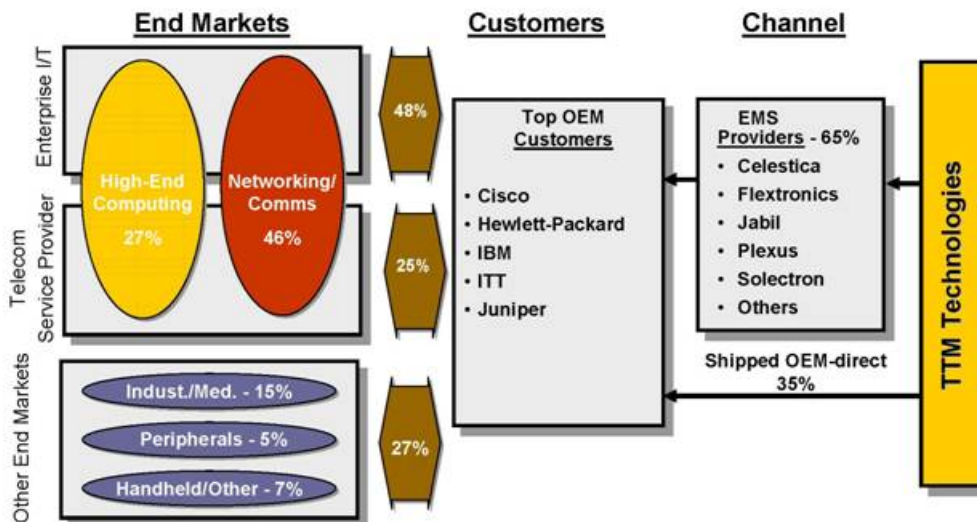 End Markets
Customers
Channel
Enterprise I/T
Telecom
Service Provider
Other End Markets
High-End
Computing
27%
Networking/
Comms
46%
Indust./Med. - 15%
Peripherals - 5%
Handheld/Other - 7%
48%
25%
27%
Top OEM
Customers
• Cisco
• Hewlett-Packard
• IBM
• ITT
• Juniper
EMS
Providers - 65%
• Celestica
• Flextronics
• Jabil
• Plexus
• Solectron
• Others
Shipped OEM-direct
35%
TTM Technologies